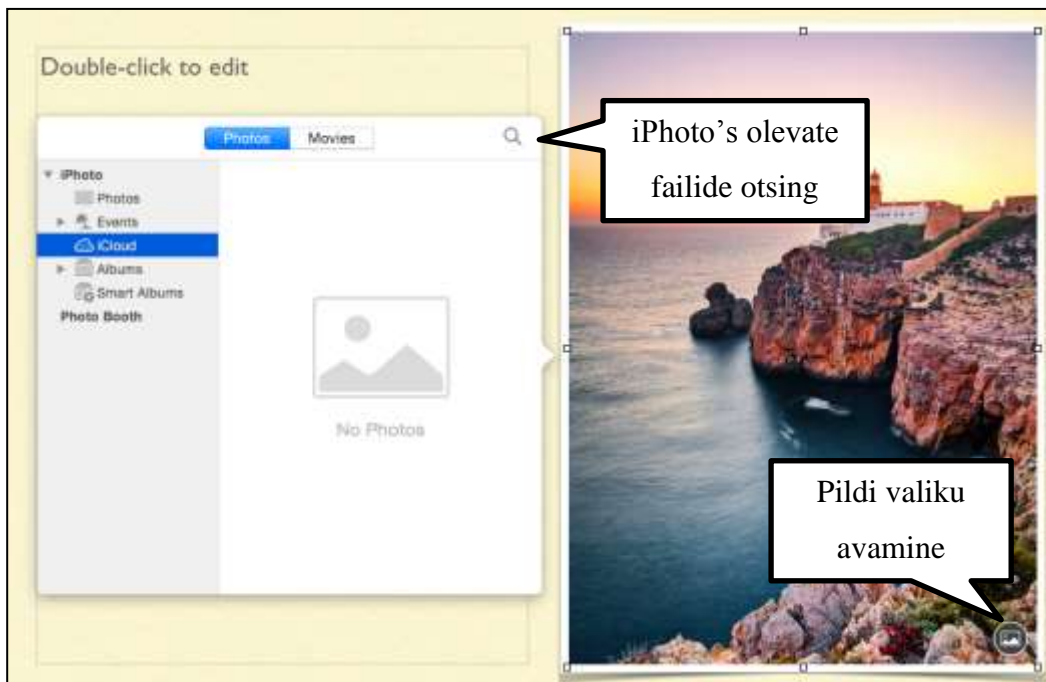 Double-click to edit
Photos Movies
iPhoto
Photos
Events
iCloud
Albums
Smart Albums
Photo Booth
No Photos
iPhoto’s olevate
failide otsing
Pildi valiku
avamine